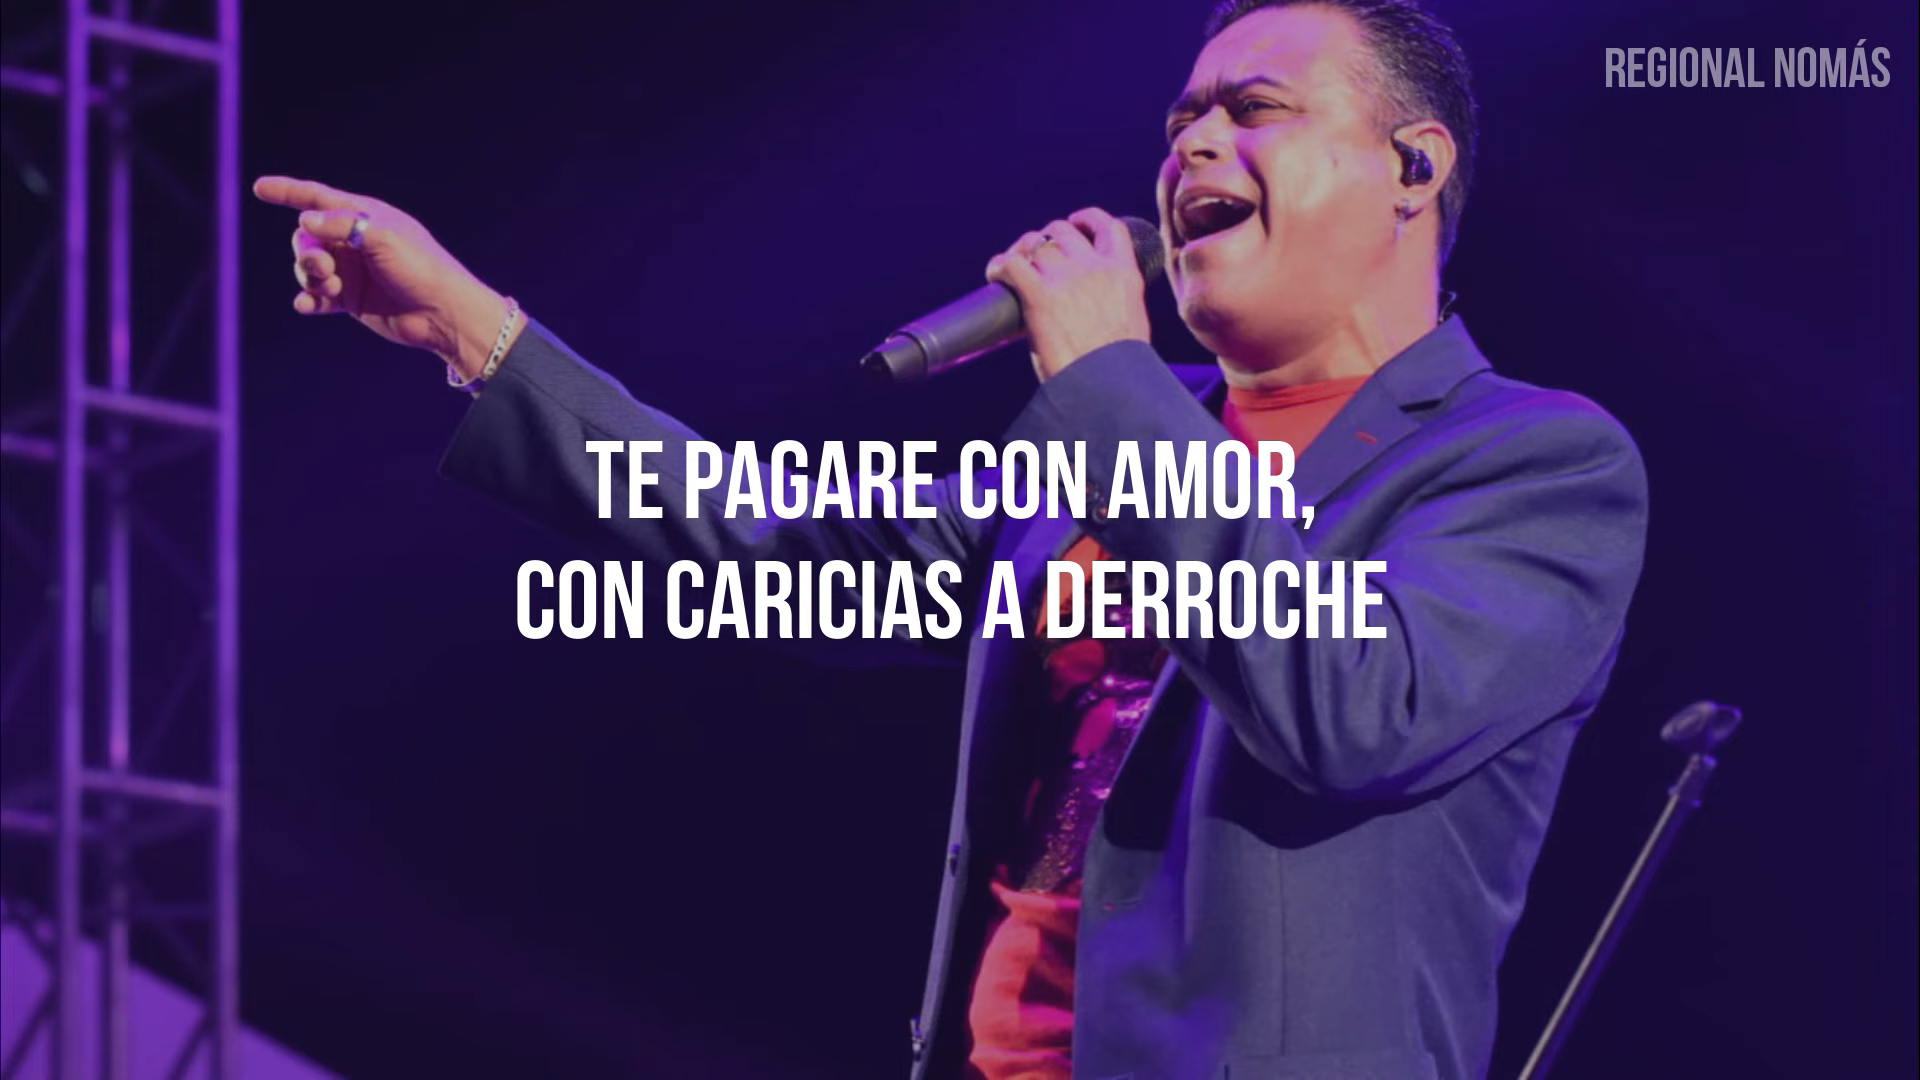 REGIONAL NOMÁS
TE PAGARE CON AMOR,
CON CARICIAS A DERROCHE